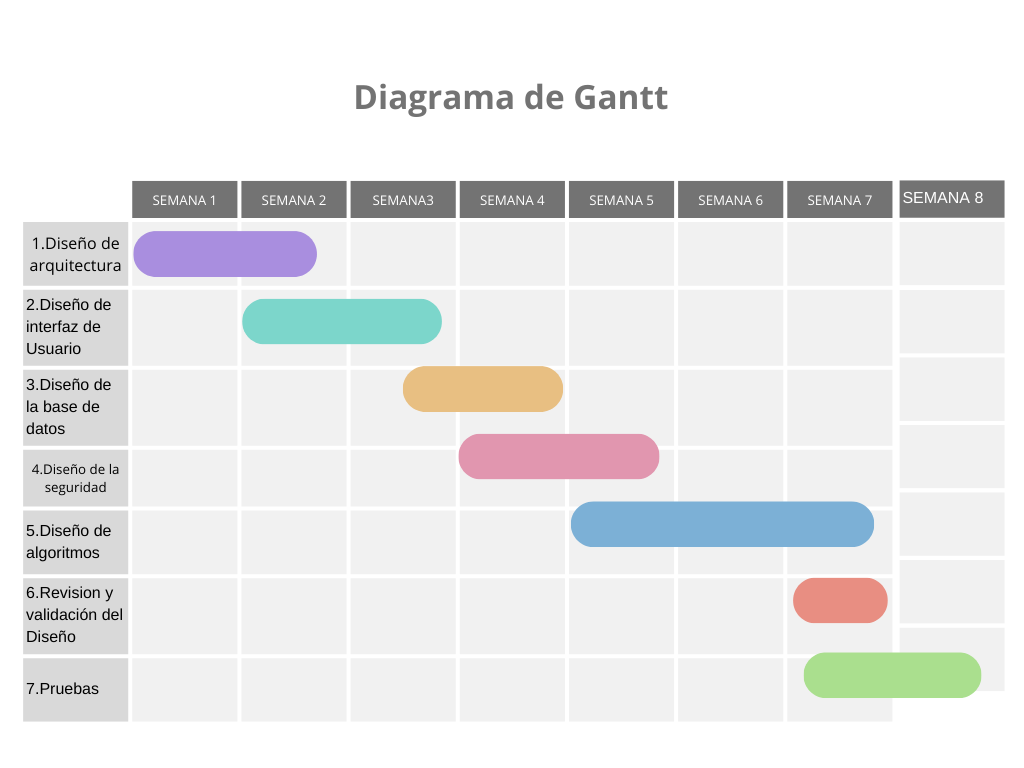 Diagrama de Gantt
SEMANA 1
SEMANA 2
SEMANA3
SEMANA 4
SEMANA 5
SEMANA 6
SEMANA 7
SEMANA 8
1.Diseño de
arquitectura
2.Diseño de
interfaz de
Usuario
3.Diseño de
la base de
datos
4.Diseño de la
seguridad
5.Diseño de
algoritmos
6.Revision y
validación del
Diseño
7.Pruebas